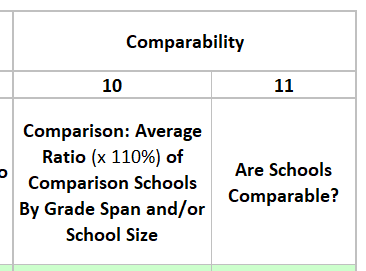 Comparability
10
11
Comparison: Average
Ratio (x 110%) of
Comparison Schools
By Grade Span and/or
School Size
Are Schools
Comparable?